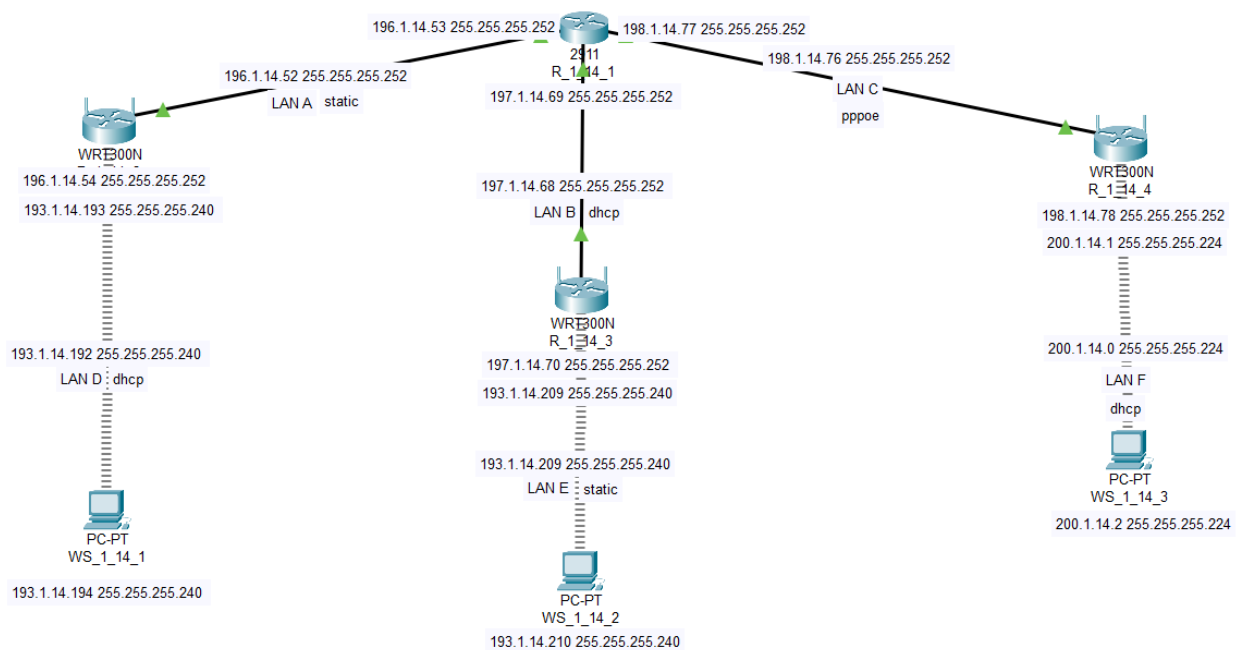 196.1.14.53 255.255.255.252
198.1.14.77 255.255.255.252
2911
R_1_14_1
198.1.14.76 255.255.255.252
196.1.14.52 255.255.255.252
LAN A static
197.1.14.69 255.255.255.252
LAN C
pppoe
WRT300N
196.1.14.54 255.255.255.252
193.1.14.193 255.255.255.240
197.1.14.68 255.255.255.252
LAN B dhcp
WRT300N
R_1_14_4
198.1.14.78 255.255.255.252
200.1.14.1 255.255.255.224
WRT300N
R_1_14_3
197.1.14.70 255.255.255.252
193.1.14.209 255.255.255.240
193.1.14.192 255.255.255.240
LAN D dhcp
200.1.14.0 255.255.255.224
LAN F
dhcp
193.1.14.209 255.255.255.240
LAN E static
PC-PT
WS_1_14_3
200.1.14.2 255.255.255.224
PC-PT
WS_1_14_1
193.1.14.194 255.255.255.240
PC-PT
WS_1_14_2
193.1.14.210 255.255.255.240